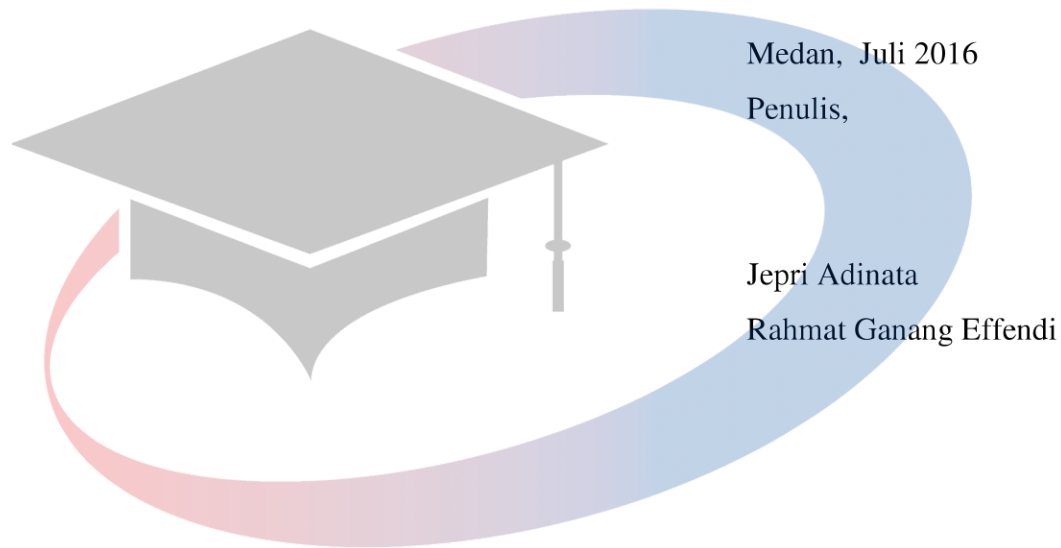 Medan,  Juli 2016
Penulis,
Jepri Adinata
Rahmat Ganang Effendi